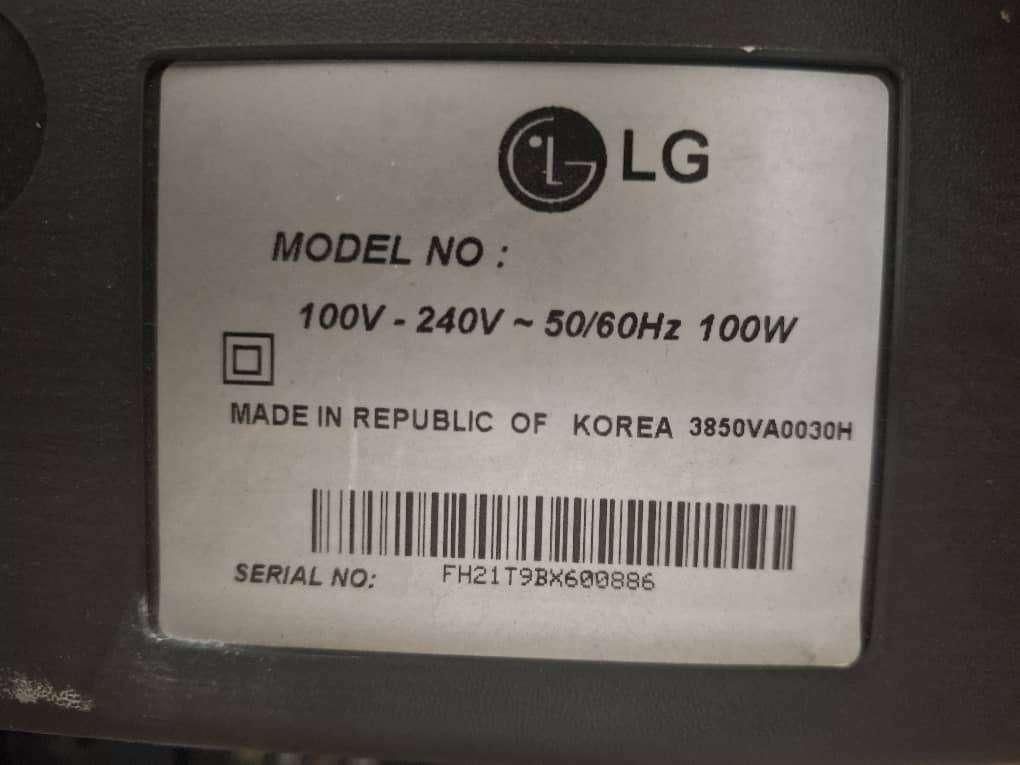 LG
MODEL NO :
100V - 240V ~ 50/60Hz 100W
MADE IN REPUBLIC OF KOREA 3850VA0030H
SERIAL NO: FH21T9BX600886